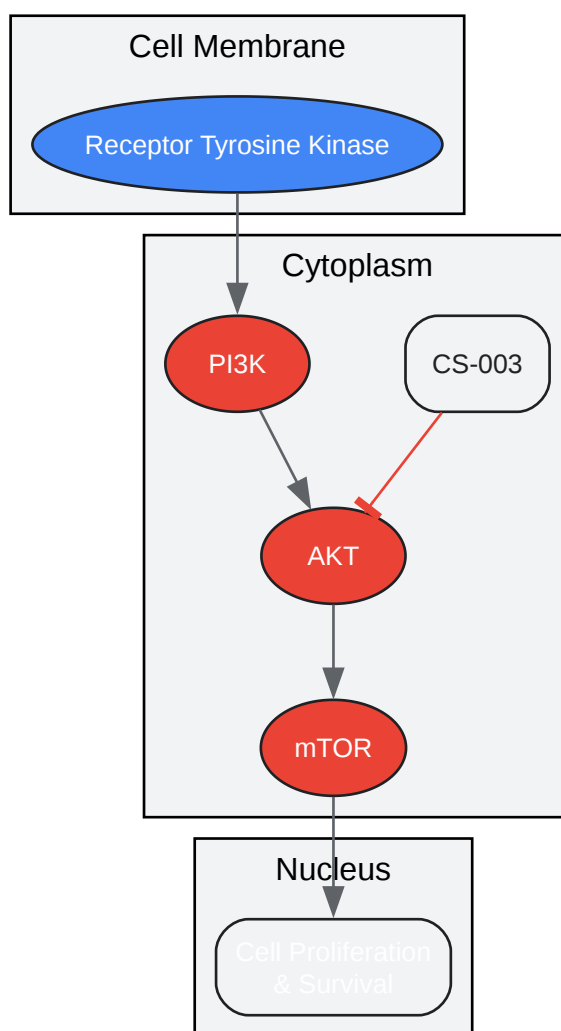 Cell Membrane
Receptor Tyrosine Kinase
Cytoplasm
PI3K
CS-003
AKT
mTOR
Nucleus
Cell Proliferation
& Survival